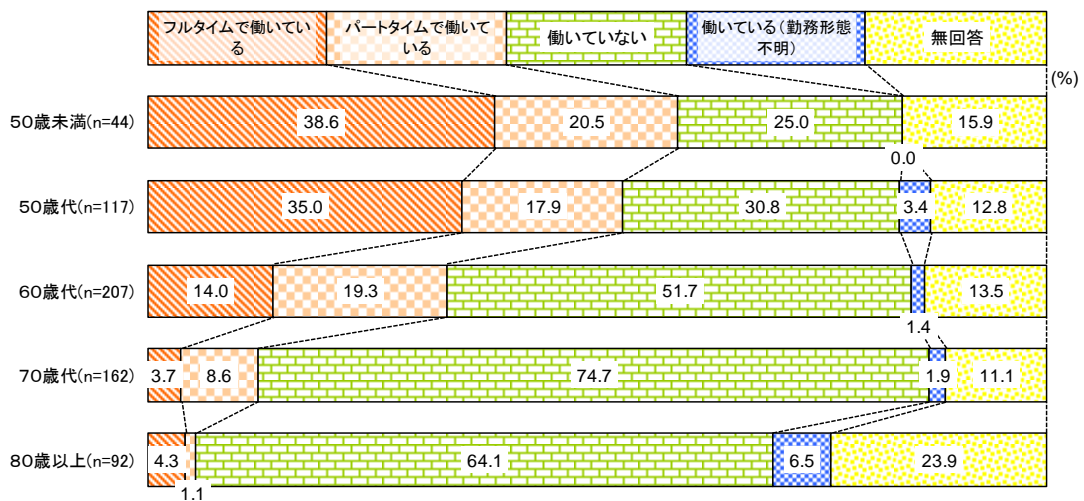 フルタイムで働いてい
る
パートタイムで働いて
いる
働いていない
働いている(勤務形態
不明)
無回答
(%)
50歳未満(n=44)
38.6
20.5
25.0
0.0
15.9
50歳代(n=117)
35.0
17.9
30.8
3.4
12.8
60歳代(n=207)
14.0
19.3
51.7
1.4
13.5
70歳代(n=162)
3.7
8.6
74.7
1.9
11.1
80歳以上(n=92)
4.3
1.1
64.1
6.5
23.9